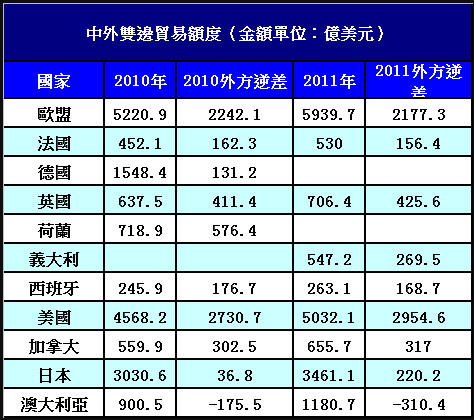 中外雙邊貿易額度（金額單位：億美元）
國家 2010年 2010外方逆差 2011年 2011外方逆差
歐盟 5220.9 2242.1 5939.7 2177.3
法國 452.1 162.3 530 156.4
德國 1548.4 131.2
英國 637.5 411.4 706.4 425.6
荷蘭 718.9 576.4
義大利 547.2 269.5
西班牙 245.9 176.7 263.1 168.7
美國 4568.2 2730.7 5032.1 2954.6
加拿大 559.9 302.5 655.7 317
日本 3030.6 36.8 3461.1 220.2
澳大利亞 900.5 -175.5 1180.7 -310.4